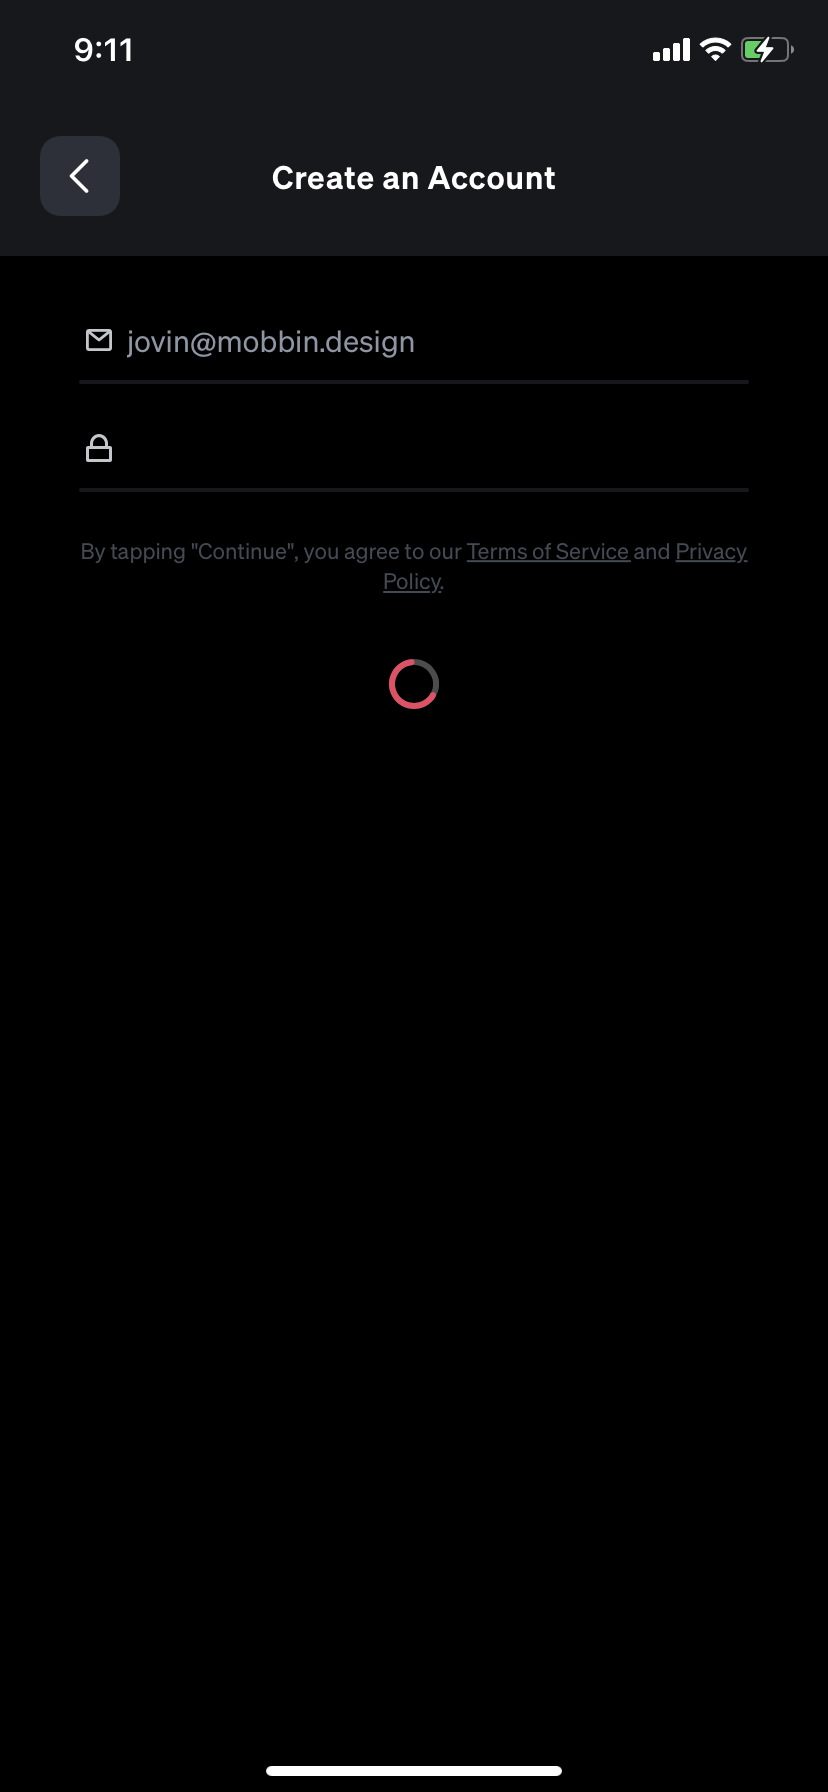 9:11
Create an Account
jovin@mobbin.design
By tapping "Continue", you agree to our Terms of Service and Privacy
Policy.